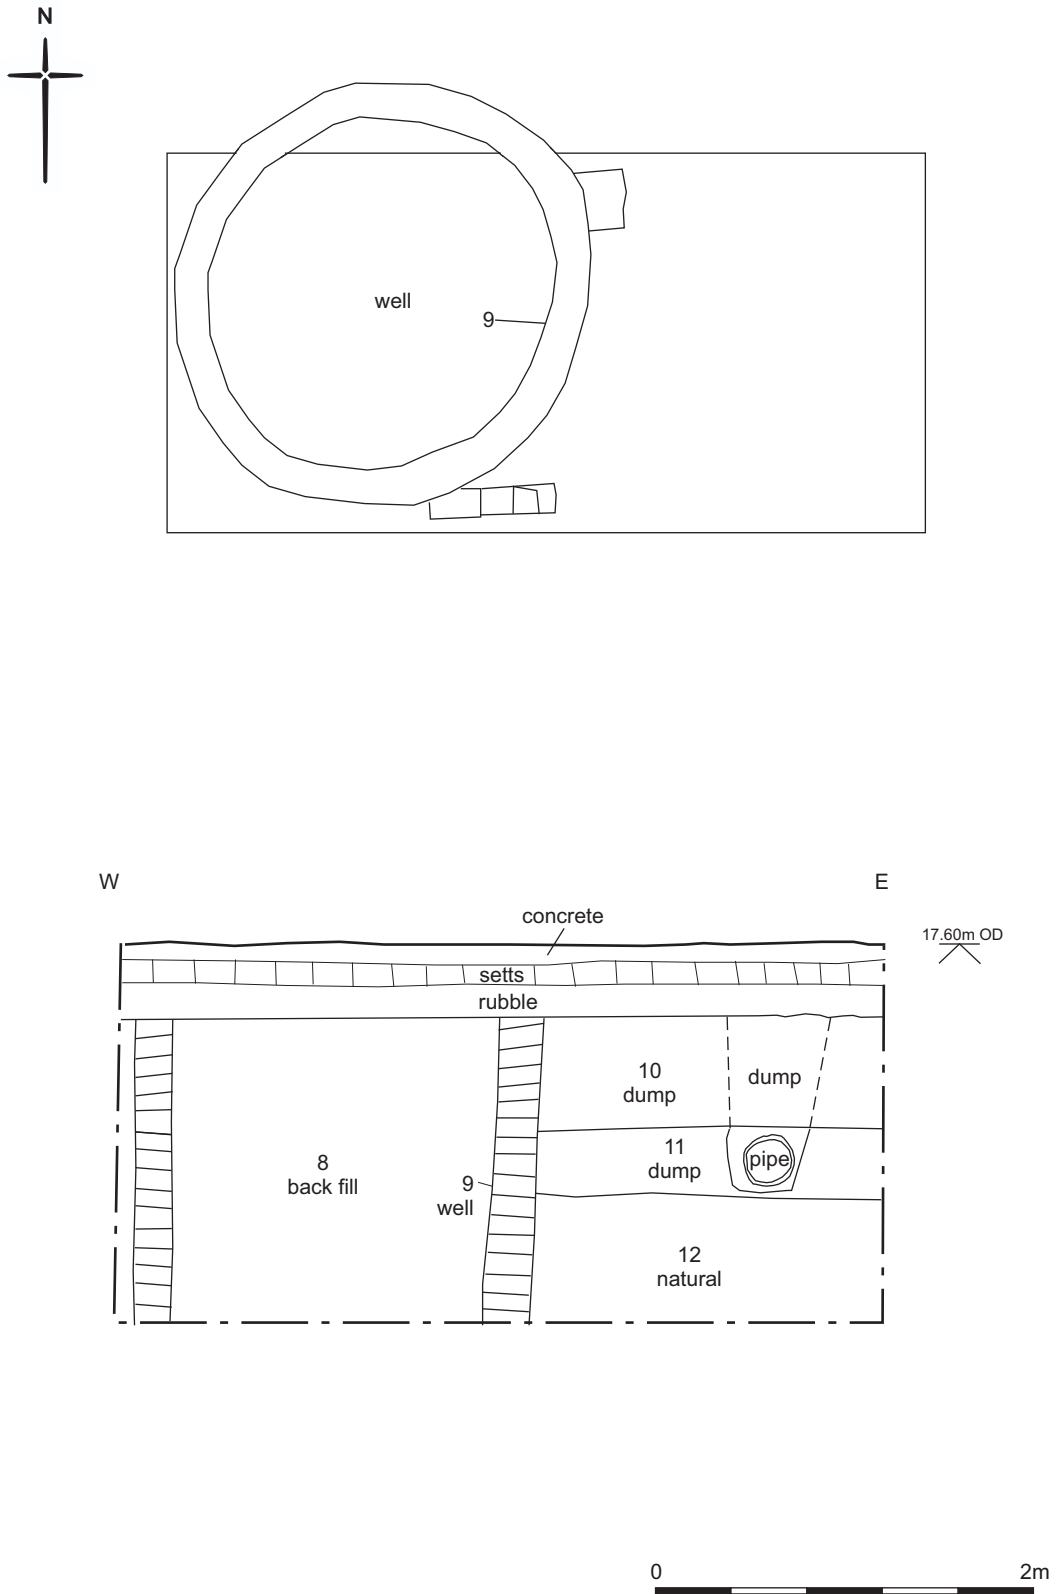 N
well
9
W
E
concrete
17.60m OD
setts
rubble
10
dump
dump
11
dump
pipe
8
back fill
9
well
12
natural
0
2m